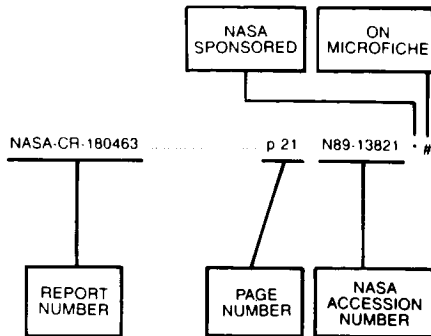 NASA
SPONSORED
ON
MICROFICHE
NASA-CR-180463 .................... p 21 N89-13821 * #
REPORT
NUMBER
PAGE
NUMBER
NASA
ACCESSION
NUMBER